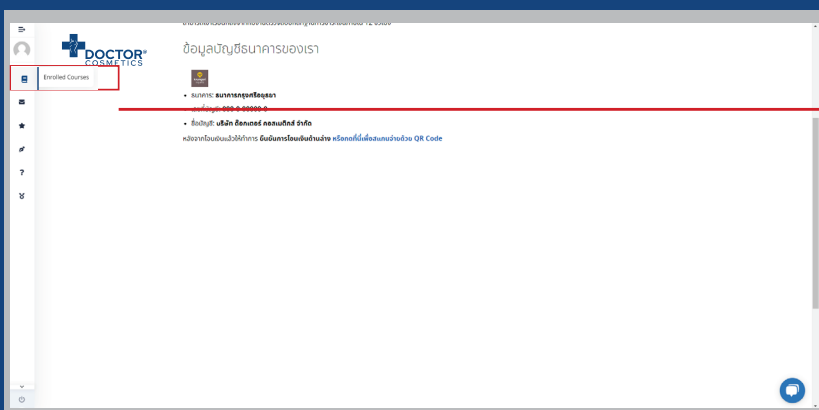 ข้อมูลบัญชีธนาคารของเรา
DOCTOR®
COSMETICS
Enrolled Courses
• ธนาคาร: ธนาคารกรุงศรีอยุธยา
• ชื่อบัญชี: บริษัท ด๊อกเตอร์ คอสเมติกส์ จำกัด
หลังจากโอนเงินแล้วให้ทำการ ยืนยันการโอนเงินด้านล่าง หรือกดที่นี่เพื่อสแกนจ่ายด้วย QR Code